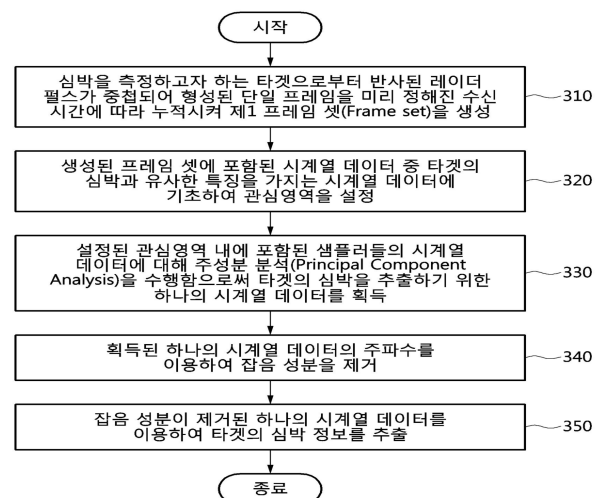 시작
심박을 측정하고자 하는 타겟으로부터 반사된 레이더
펄스가 중첩되어 형성된 단일 프레임을 미리 정해진 수신
시간에 따라 누적시켜 제1 프레임 셋(Frame set)을 생성
310
생성된 프레임 셋에 포함된 시계열 데이터 중 타겟의
심박과 유사한 특징을 가지는 시계열 데이터에
기초하여 관심영역을 설정
320
설정된 관심영역 내에 포함된 샘플러들의 시계열
데이터에 대해 주성분 분석(Principal Component
Analysis)을 수행함으로써 타겟의 심박을 추출하기 위한
하나의 시계열 데이터를 획득
330
획득된 하나의 시계열 데이터의 주파수를
이용하여 잡음 성분을 제거
340
잡음 성분이 제거된 하나의 시계열 데이터를
이용하여 타겟의 심박 정보를 추출
350
종료